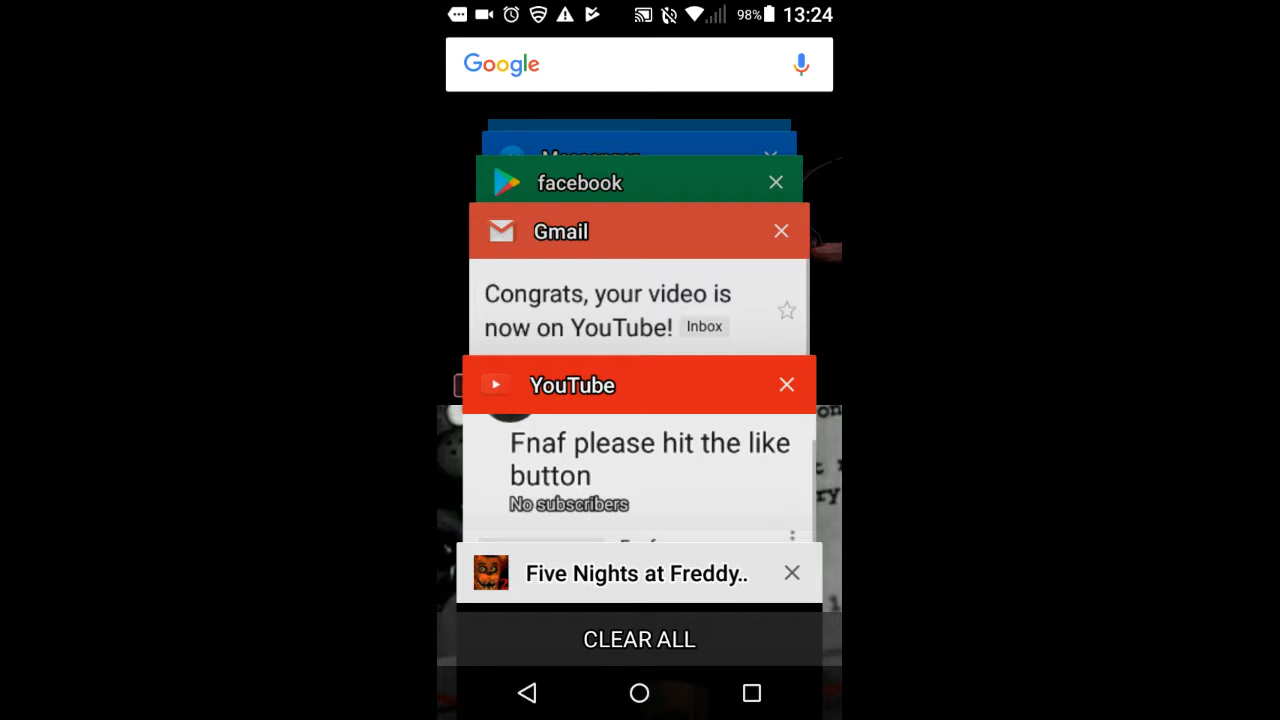 98% 13:24
Google
Messenger
facebook
Gmail
Congrats, your video is
now on YouTube! Inbox
YouTube
Fnaf please hit the like
button
No subscribers
Five Nights at Freddy..
CLEAR ALL